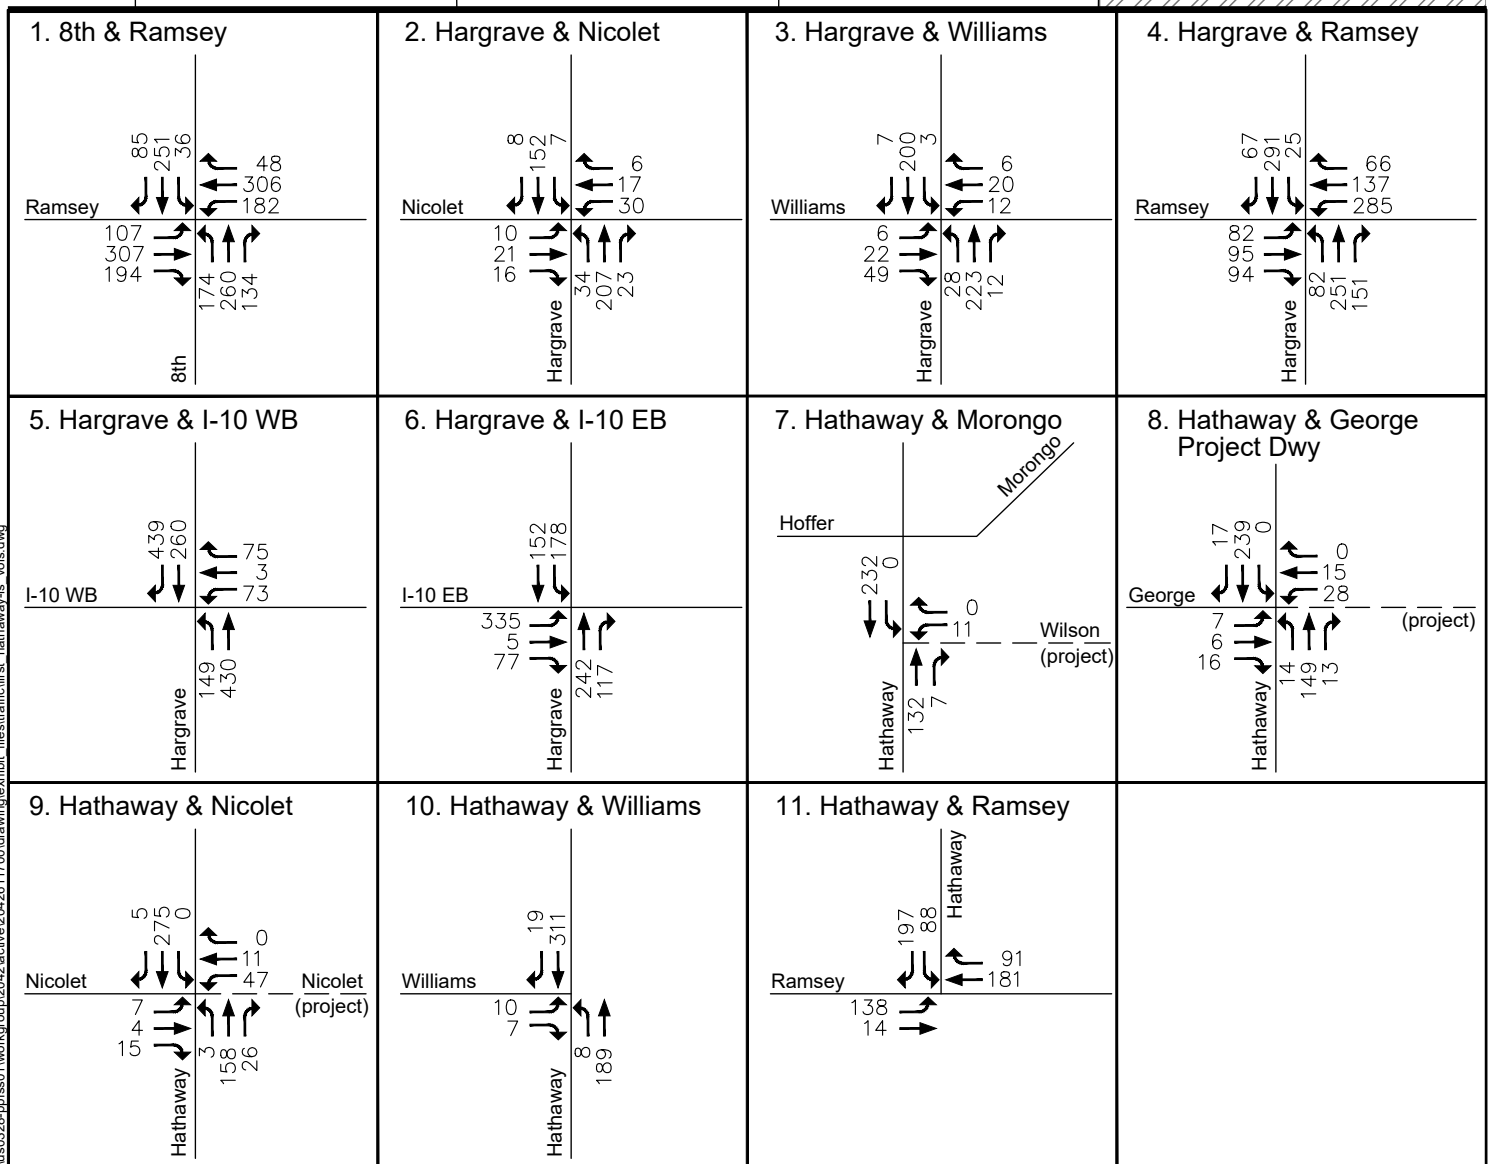 1. 8th & Ramsey
85
251
36
48
306
182
Ramsey
107
307
194
174
260
134
8th
2. Hargrave & Nicolet
8
152
7
6
17
30
Nicolet
10
21
16
34
207
23
Hargrave
3. Hargrave & Williams
7
200
3
6
20
12
Williams
6
22
49
28
223
12
Hargrave
4. Hargrave & Ramsey
67
291
25
66
137
285
Ramsey
82
95
94
82
251
151
Hargrave
5. Hargrave & I-10 WB
439
260
75
3
73
I-10 WB
149
430
Hargrave
6. Hargrave & I-10 EB
152
178
I-10 EB
335
5
77
242
117
Hargrave
7. Hathaway & Morongo
Morongo
Hoffer
232
0
0
11
Wilson
(project)
132
7
Hathaway
8. Hathaway & George
Project Dwy
17
239
0
0
15
28
George
(project)
7
6
16
14
149
13
Hathaway
9. Hathaway & Nicolet
5
275
0
0
11
47
Nicolet
Nicolet
(project)
7
4
15
3
158
26
Hathaway
10. Hathaway & Williams
19
311
Williams
10
7
8
189
Hathaway
11. Hathaway & Ramsey
Hathaway
197
88
91
181
Ramsey
138
14